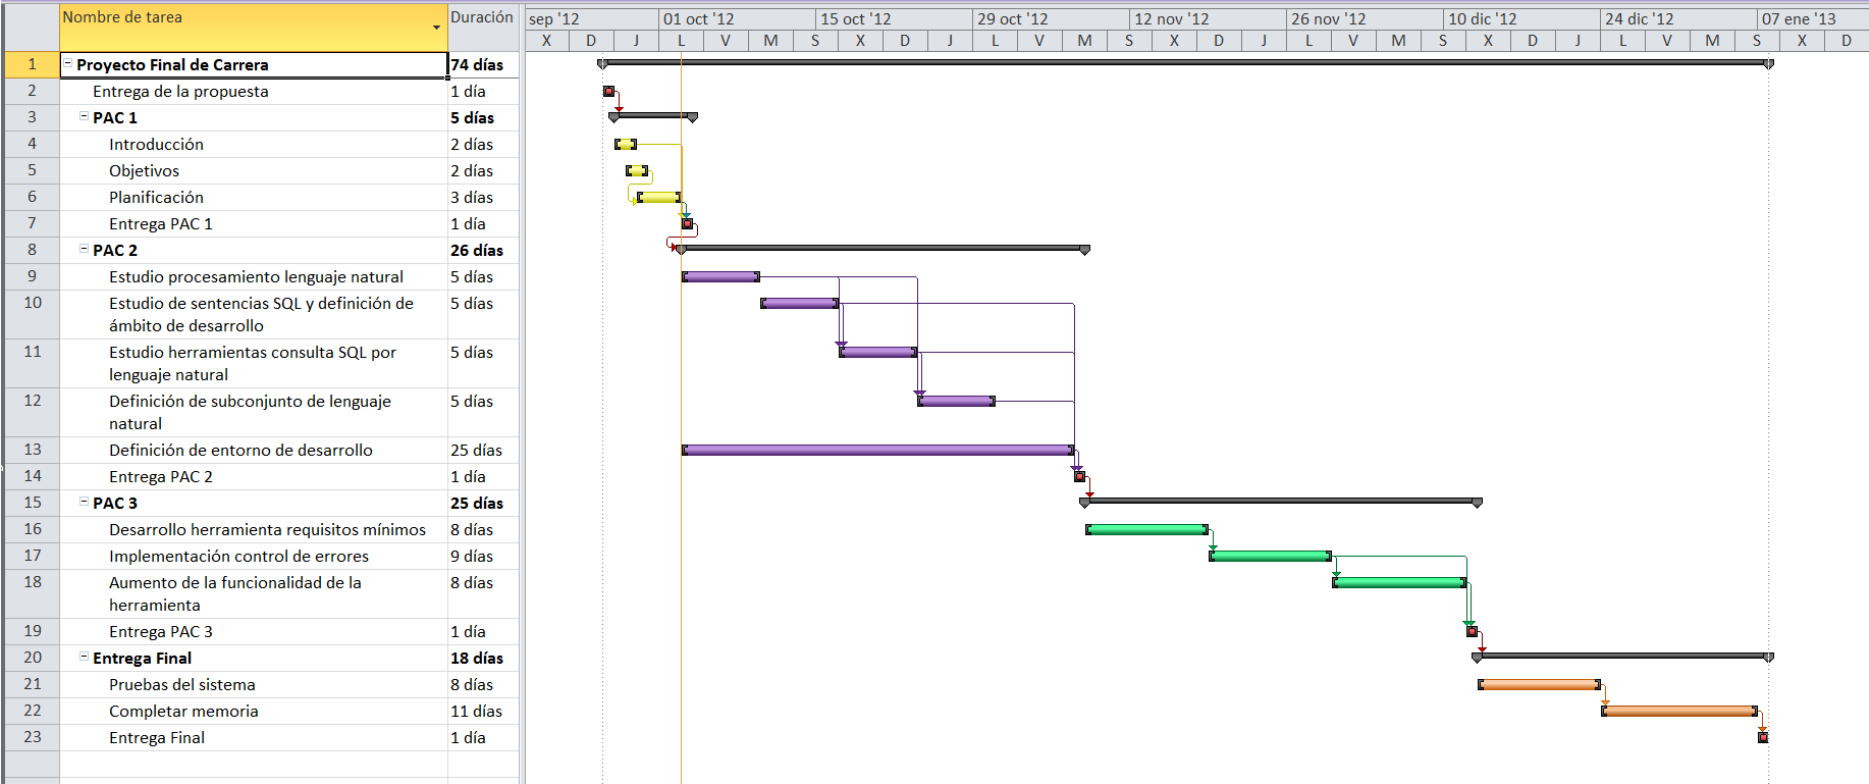 Nombre de tarea Duración sep '12 01 oct '12 15 oct '12 29 oct '12 12 nov '12 26 nov '12 10 dic '12 24 dic '12 07 ene '13
X D J L V M S X D J L V M S X D J L V M S X D J L V M S X D
1 Proyecto Final de Carrera 74 días
2 Entrega de la propuesta 1 día
3 PAC 1 5 días
4 Introducción 2 días
5 Objetivos 2 días
6 Planificación 3 días
7 Entrega PAC 1 1 día
8 PAC 2 26 días
9 Estudio procesamiento lenguaje natural 5 días
10 Estudio de sentencias SQL y definición de 5 días
ámbito de desarrollo
11 Estudio herramientas consulta SQL por 5 días
lenguaje natural
12 Definición de subconjunto de lenguaje 5 días
natural
13 Definición de entorno de desarrollo 25 días
14 Entrega PAC 2 1 día
15 PAC 3 25 días
16 Desarrollo herramienta requisitos mínimos 8 días
17 Implementación control de errores 9 días
18 Aumento de la funcionalidad de la 8 días
herramienta
19 Entrega PAC 3 1 día
20 Entrega Final 18 días
21 Pruebas del sistema 8 días
22 Completar memoria 11 días
23 Entrega Final 1 día